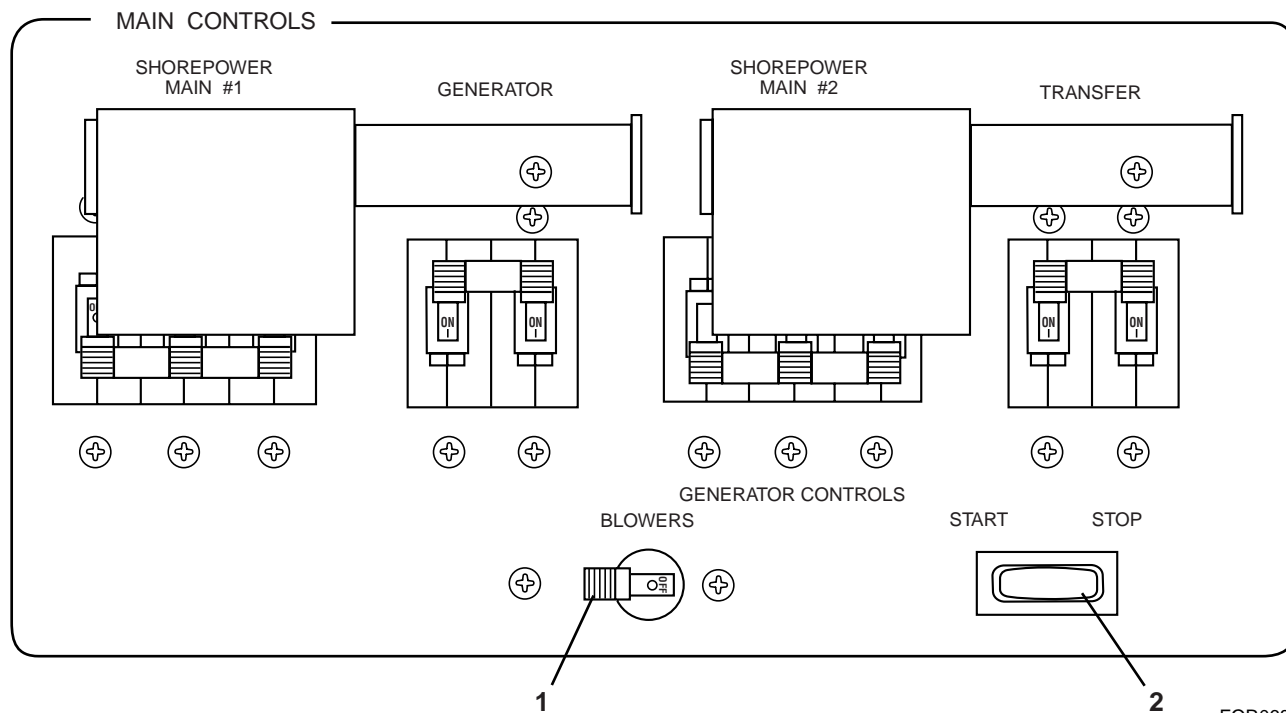 MAIN CONTROLS
SHOREPOWER
MAIN #1
GENERATOR
SHOREPOWER
MAIN #2
TRANSFER
ON
ON
ON
ON
GENERATOR CONTROLS
BLOWERS
START
STOP
OFF
1
2